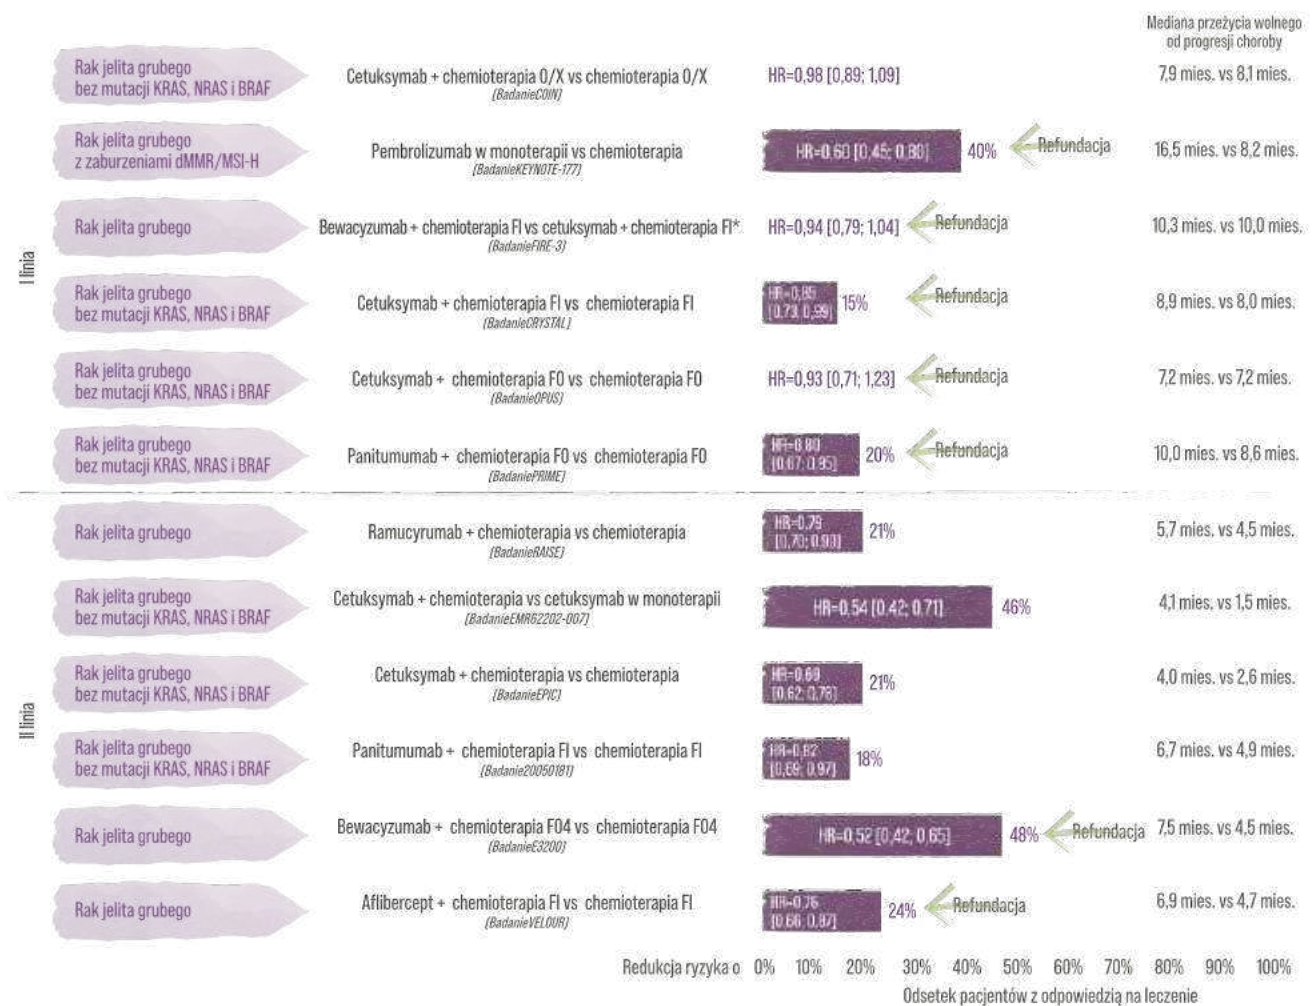 Mediana przeżycia wolnego
od progresji choroby
I linia
Rak jelita grubego
bez mutacji KRAS, NRAS i BRAF
Cetuksymab + chemioterapia O/X vs chemioterapia O/X
(BadanieCOIN)
HR=0,98 [0,89; 1,09]
7,9 mies. vs 8,1 mies.
Rak jelita grubego
z zaburzeniami dMMR/MSI-H
Pembrolizumab w monoterapii vs chemioterapia
(BadanieKEYNOTE-177)
HR=0,60 [0,45; 0,80]
40%
Refundacja
16,5 mies. vs 8,2 mies.
Rak jelita grubego
Bewacyzumab + chemioterapia FI vs cetuksymab + chemioterapia FI*
(BadanieFIRE-3)
HR=0,94 [0,79; 1,04]
Refundacja
10,3 mies. vs 10,0 mies.
Rak jelita grubego
bez mutacji KRAS, NRAS i BRAF
Cetuksymab + chemioterapia FI vs chemioterapia FI
(BadanieCRYSTAL)
HR=0,85
[0,73; 0,99]
15%
Refundacja
8,9 mies. vs 8,0 mies.
Rak jelita grubego
bez mutacji KRAS, NRAS i BRAF
Cetuksymab + chemioterapia FO vs chemioterapia FO
(BadanieOPUS)
HR=0,93 [0,71; 1,23]
Refundacja
7,2 mies. vs 7,2 mies.
Rak jelita grubego
bez mutacji KRAS, NRAS i BRAF
Panitumumab + chemioterapia FO vs chemioterapia FO
(BadaniePRIME)
HR=0,80
[0,67; 0,95]
20%
Refundacja
10,0 mies. vs 8,6 mies.
II linia
Rak jelita grubego
Ramucyrumab + chemioterapia vs chemioterapia
(BadanieRAISE)
HR=0,79
[0,70; 0,90]
21%
5,7 mies. vs 4,5 mies.
Rak jelita grubego
bez mutacji KRAS, NRAS i BRAF
Cetuksymab + chemioterapia vs cetuksymab w monoterapii
(BadanieEMR62202-007)
HR=0,54 [0,42; 0,71]
46%
4,1 mies. vs 1,5 mies.
Rak jelita grubego
bez mutacji KRAS, NRAS i BRAF
Cetuksymab + chemioterapia vs chemioterapia
(BadanieEPIC)
HR=0,69
[0,62; 0,78]
21%
4,0 mies. vs 2,6 mies.
Rak jelita grubego
bez mutacji KRAS, NRAS i BRAF
Panitumumab + chemioterapia FI vs chemioterapia FI
(Badanie20050181)
HR=0,82
[0,69; 0,97]
18%
6,7 mies. vs 4,9 mies.
Rak jelita grubego
Bewacyzumab + chemioterapia FO4 vs chemioterapia FO4
(BadanieE3200)
HR=0,52 [0,42; 0,65]
48%
Refundacja
7,5 mies. vs 4,5 mies.
Rak jelita grubego
Aflibercept + chemioterapia FI vs chemioterapia FI
(BadanieVELOUR)
HR=0,76
[0,66; 0,87]
24%
Refundacja
6,9 mies. vs 4,7 mies.
Redukcja ryzyka o 0% 10% 20% 30% 40% 50% 60% 70% 80% 90% 100%
Odsetek pacjentów z odpowiedzią na leczenie